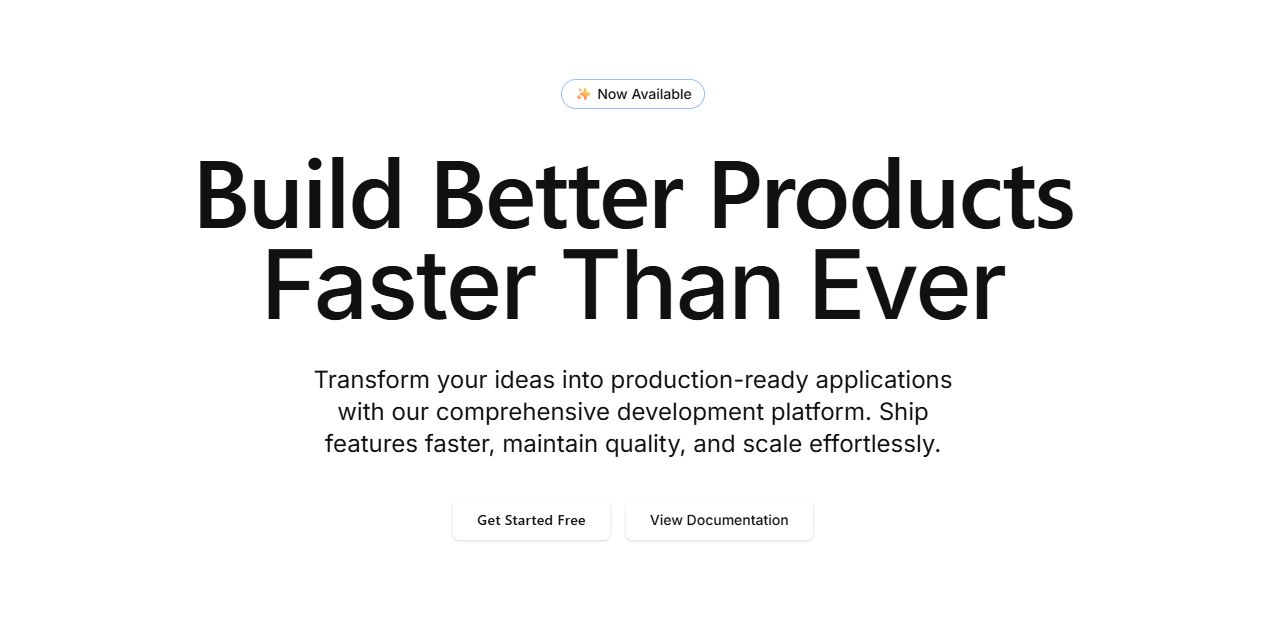 ✨ Now Available
Build Better Products
Faster Than Ever
Transform your ideas into production-ready applications
with our comprehensive development platform. Ship
features faster, maintain quality, and scale effortlessly.
Get Started Free
View Documentation